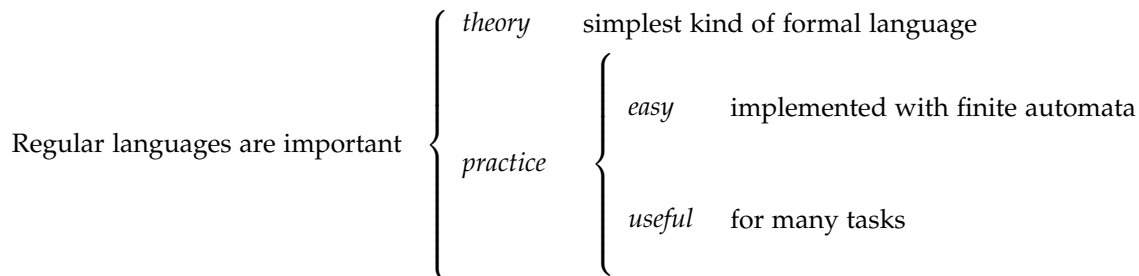 theory simplest kind of formal language
easy implemented with finite automata
Regular languages are important
practice
useful for many tasks